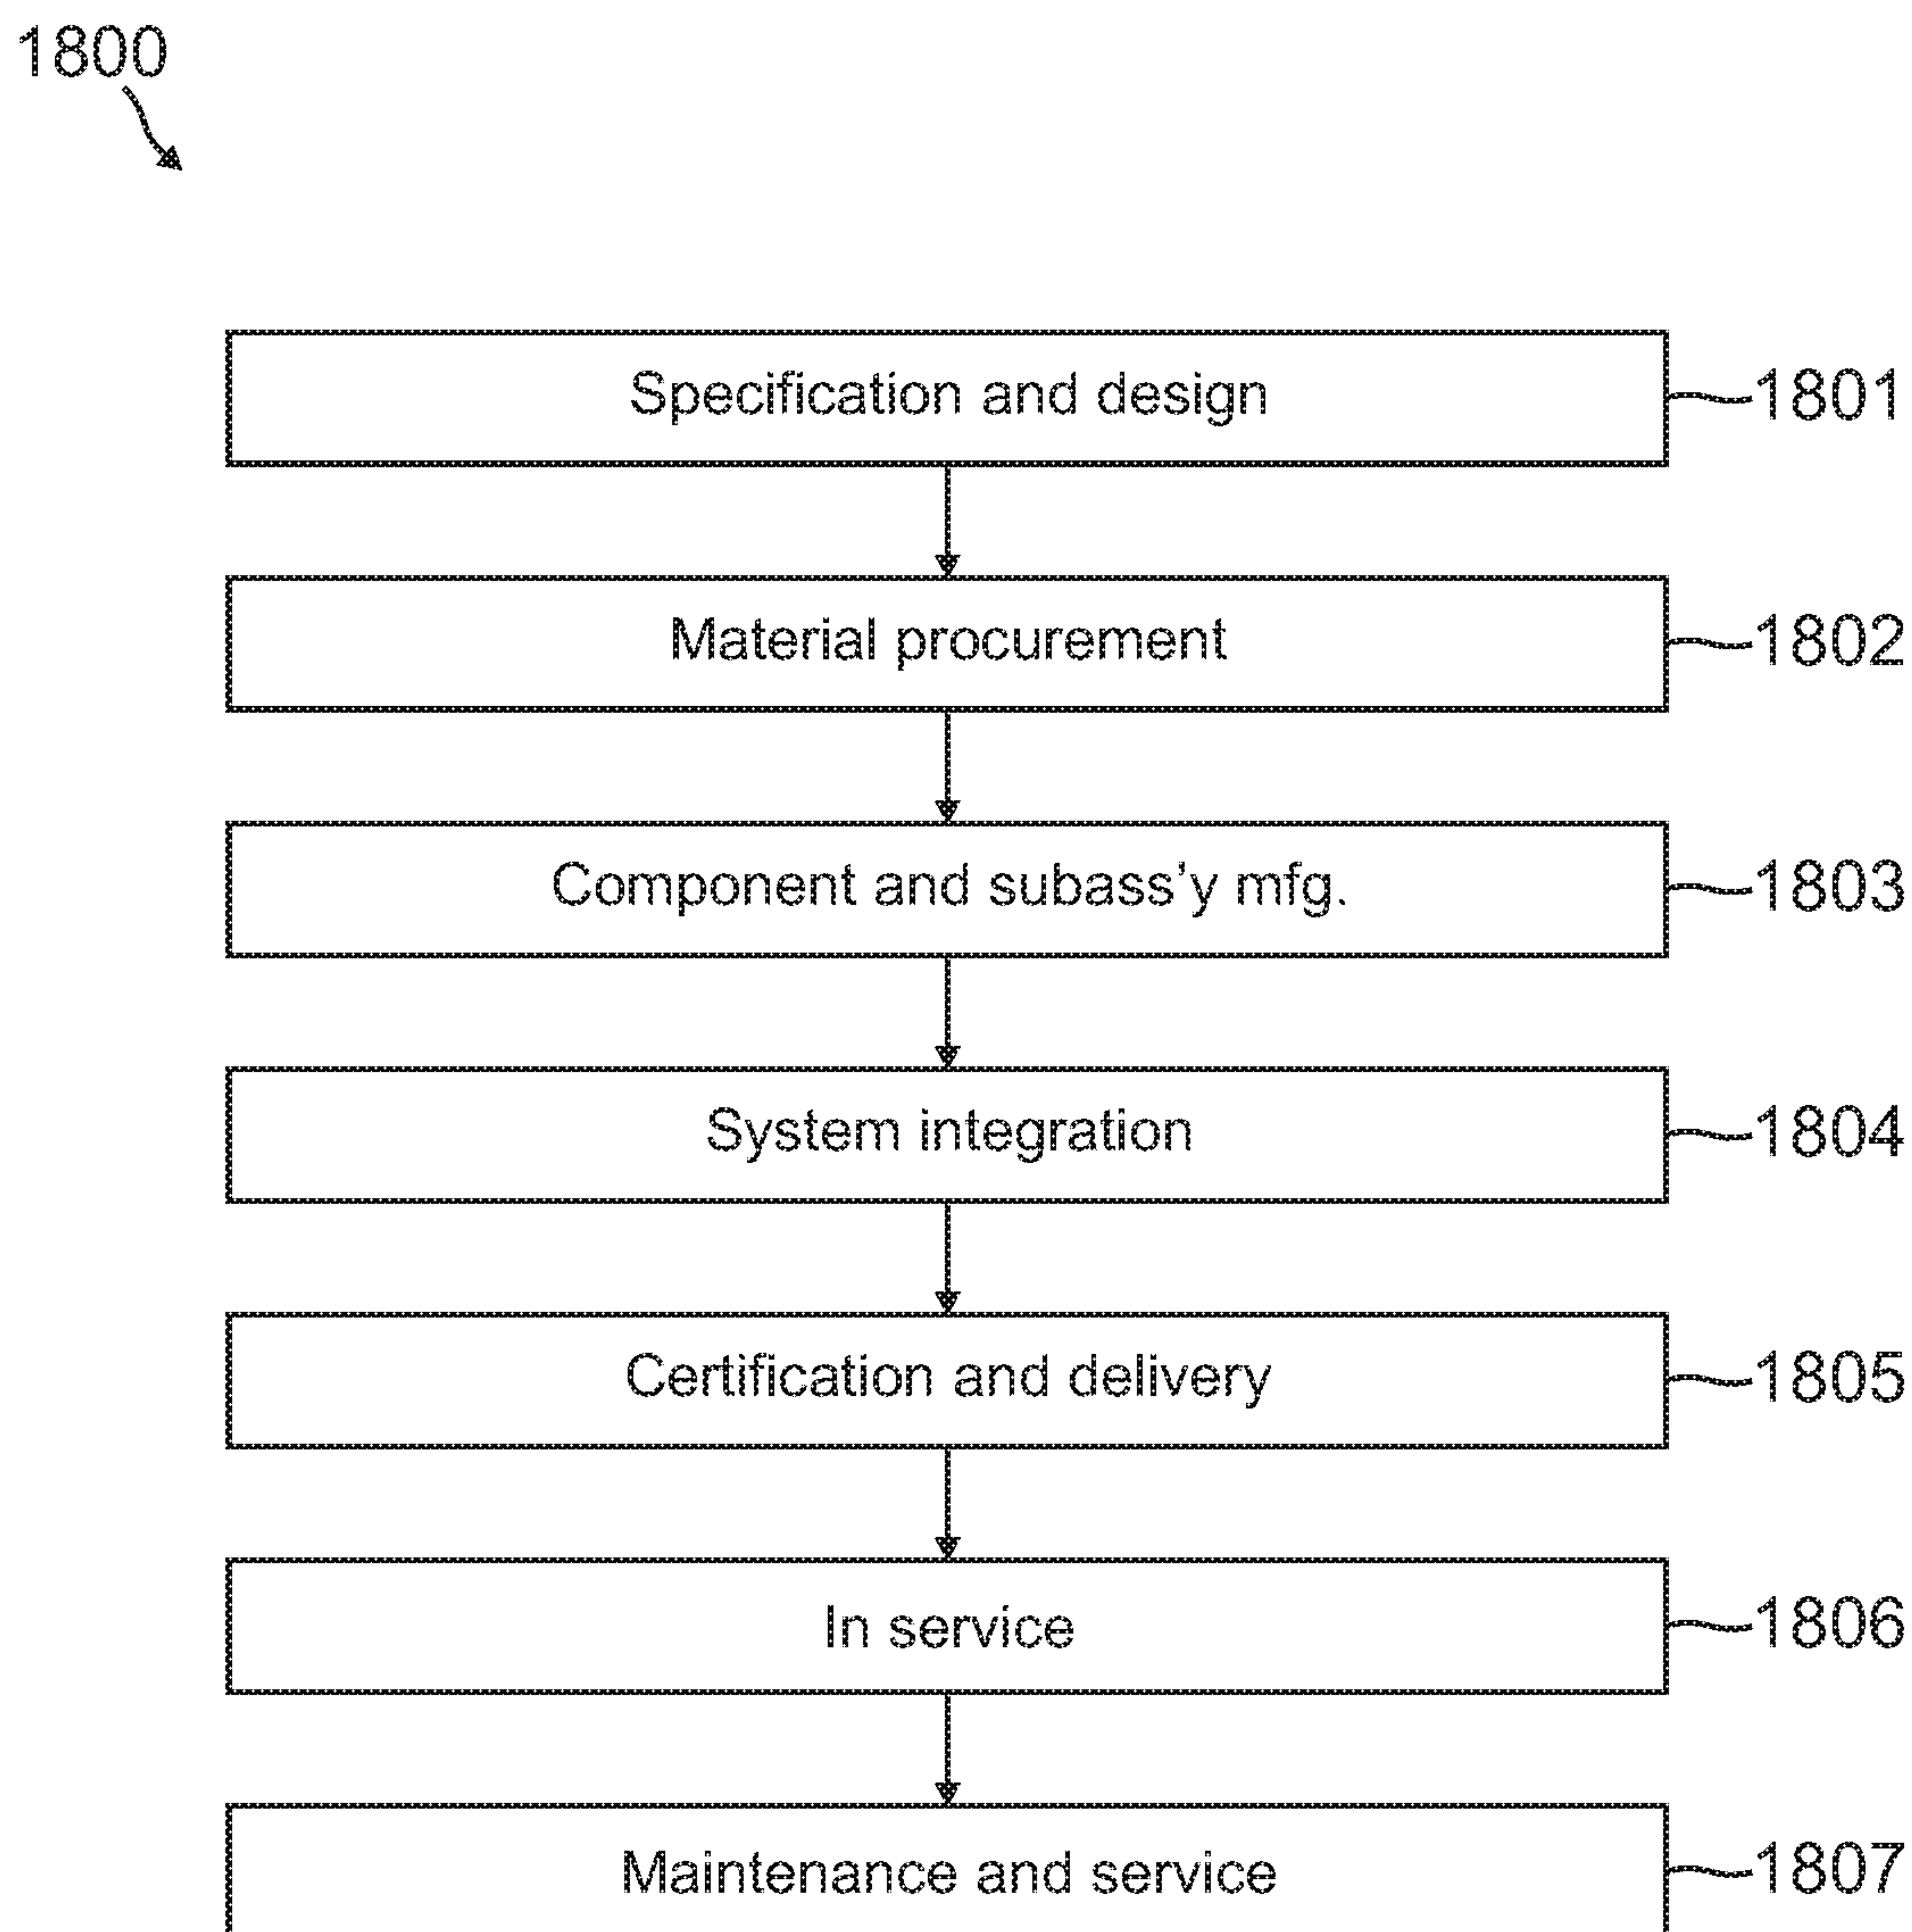 1800
Specification and design 1801
Material procurement 1802
Component and subass’y mfg. 1803
System integration 1804
Certification and delivery 1805
In service 1806
Maintenance and service 1807